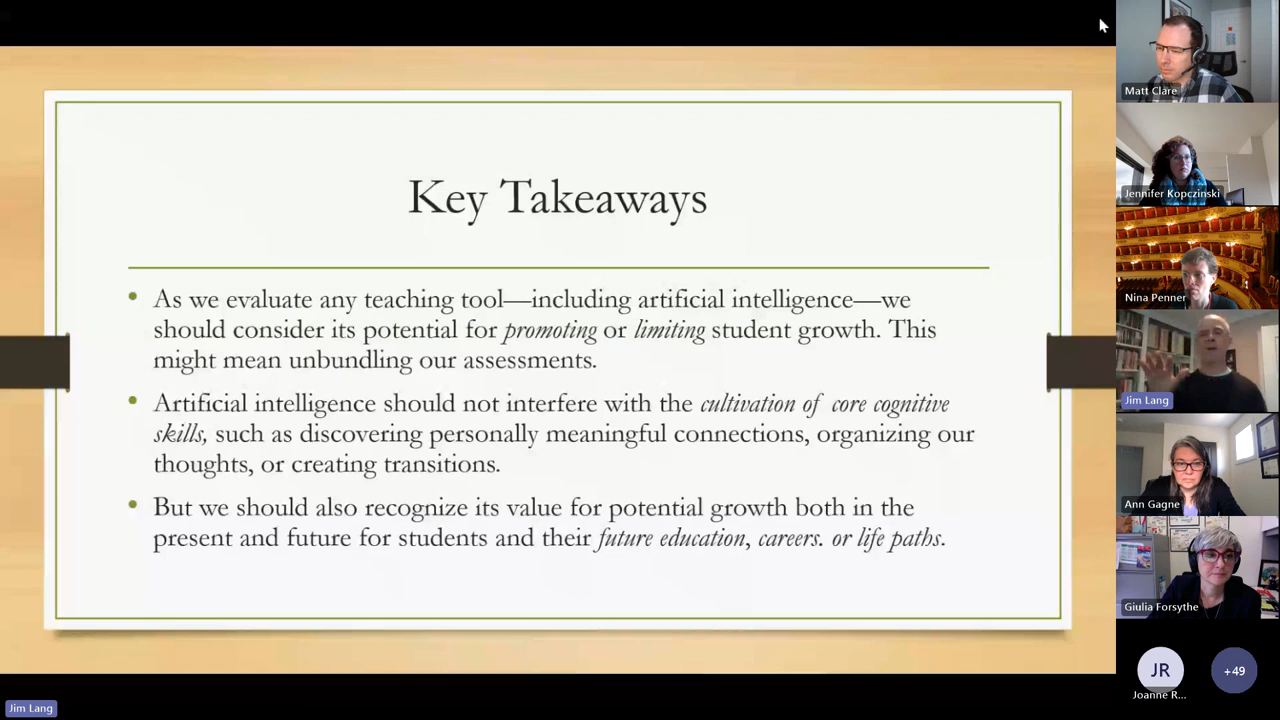 Key Takeaways
• As we evaluate any teaching tool—including artificial intelligence—we
should consider its potential for promoting or limiting student growth. This
might mean unbundling our assessments.
• Artificial intelligence should not interfere with the cultivation of core cognitive
skills, such as discovering personally meaningful connections, organizing our
thoughts, or creating transitions.
• But we should also recognize its value for potential growth both in the
present and future for students and their future education, careers. or life paths.
Matt Clare
Jennifer Kopczinski
Nina Penner
Jim Lang
Ann Gagne
Giulia Forsythe
JR
Joanne R...
+49
Jim Lang